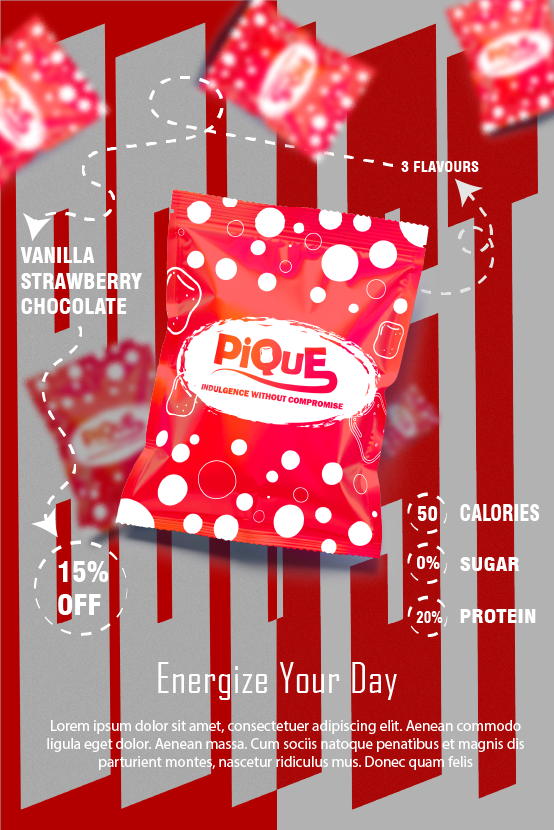 3 FLAVOURS
VANILLA
STRAWBERRY
CHOCOLATE
PiQUE
INDULGENCE WITHOUT COMPROMISE
PiQUE
50 CALORIES
0% SUGAR
20% PROTEIN
15%
OFF
Energize Your Day
Lorem ipsum dolor sit amet, consectetuer adipiscing elit. Aenean commodo
ligula eget dolor. Aenean massa. Cum sociis natoque penatibus et magnis dis
parturient montes, nascetur ridiculus mus. Donec quam felis